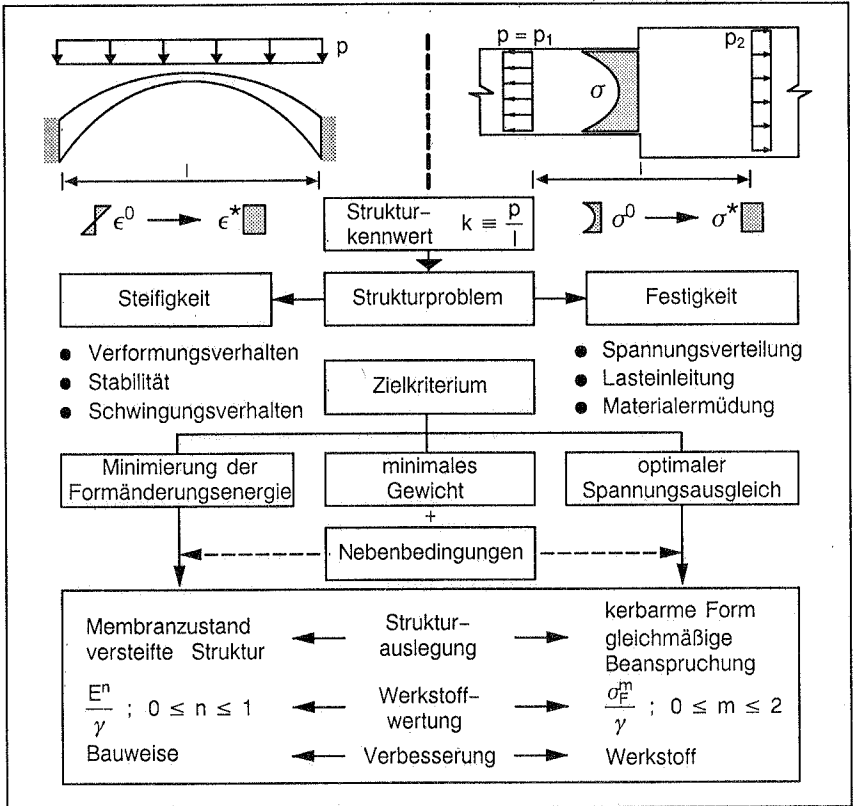 p
p = p₁
p₂
σ
l
l
ε⁰ → ε*
Struktur-
kennwert k ≡ p/l
σ⁰ → σ*
Steifigkeit
Strukturproblem
Festigkeit
• Verformungsverhalten
• Stabilität
• Schwingungsverhalten
Zielkriterium
• Spannungsverteilung
• Lasteinleitung
• Materialermüdung
Minimierung der
Formänderungsenergie
minimales
Gewicht
optimaler
Spannungsausgleich
+
Nebenbedingungen
Membranzustand
versteifte Struktur
Struktur-
auslegung
kerbarme Form
gleichmäßige
Beanspruchung
Eⁿ/γ ; 0 ≤ n ≤ 1
Werkstoff-
wertung
σ_F^m/γ ; 0 ≤ m ≤ 2
Bauweise
Verbesserung
Werkstoff